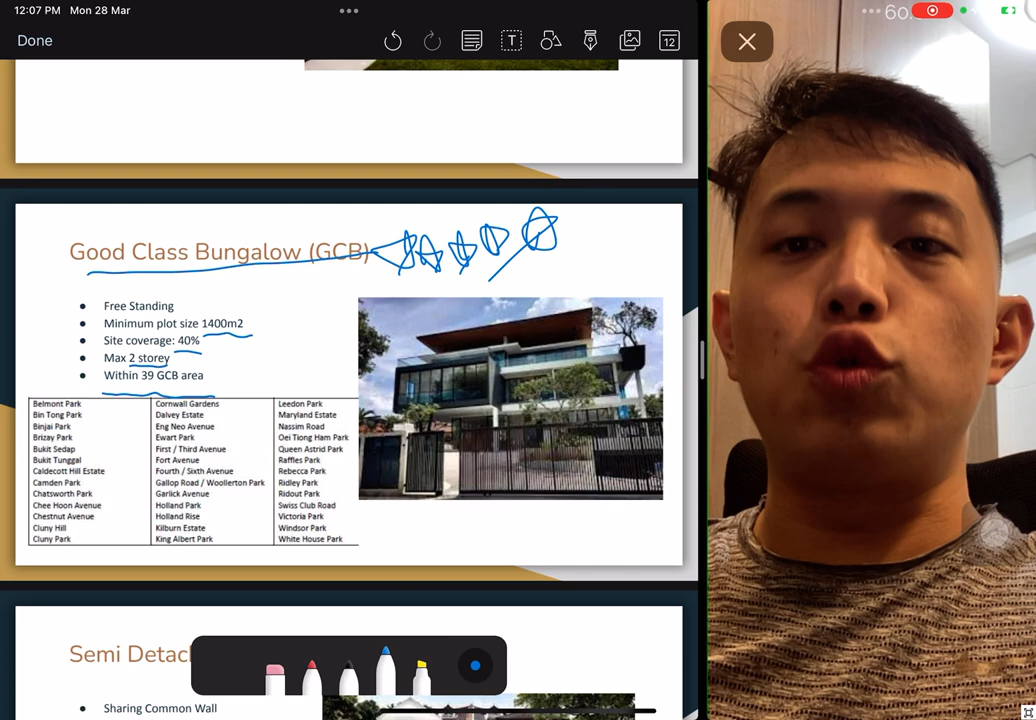 12:07 PM Mon 28 Mar
60
Done
T
12
Good Class Bungalow (GCB)
Free Standing
Minimum plot size 1400m2
Site coverage: 40%
Max 2 storey
Within 39 GCB area
Belmont Park Cornwall Gardens Leedon Park
Bin Tong Park Dalvey Estate Maryland Estate
Binjai Park Eng Neo Avenue Nassim Road
Brizay Park Ewart Park Oei Tiong Ham Park
Bukit Sedap First / Third Avenue Queen Astrid Park
Bukit Tunggal Fort Avenue Raffles Park
Caldecott Hill Estate Fourth / Sixth Avenue Rebecca Park
Camden Park Gallop Road / Woollerton Park Ridley Park
Chatsworth Park Garlick Avenue Ridout Park
Chee Hoon Avenue Holland Park Swiss Club Road
Chestnut Avenue Holland Rise Victoria Park
Cluny Hill Kilburn Estate Windsor Park
Cluny Park King Albert Park White House Park
Semi
Sharing Common Wall